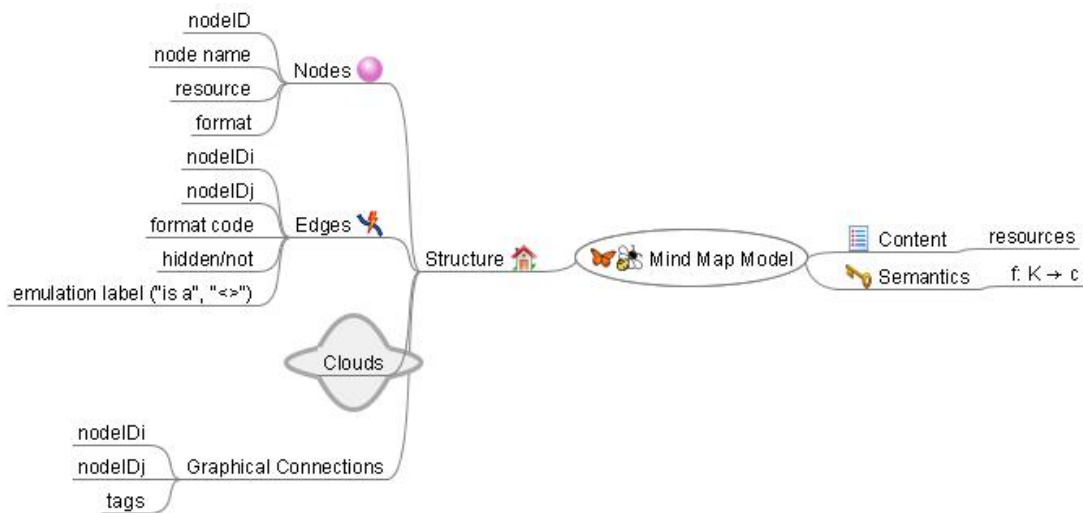 nodeID
node name
resource
format
Nodes
nodeIDi
nodeIDj
format code
hidden/not
emulation label ("is a", "<>")
Edges
Clouds
nodeIDi
nodeIDj
tags
Graphical Connections
Structure
Mind Map Model
Content
resources
Semantics
f: K → c